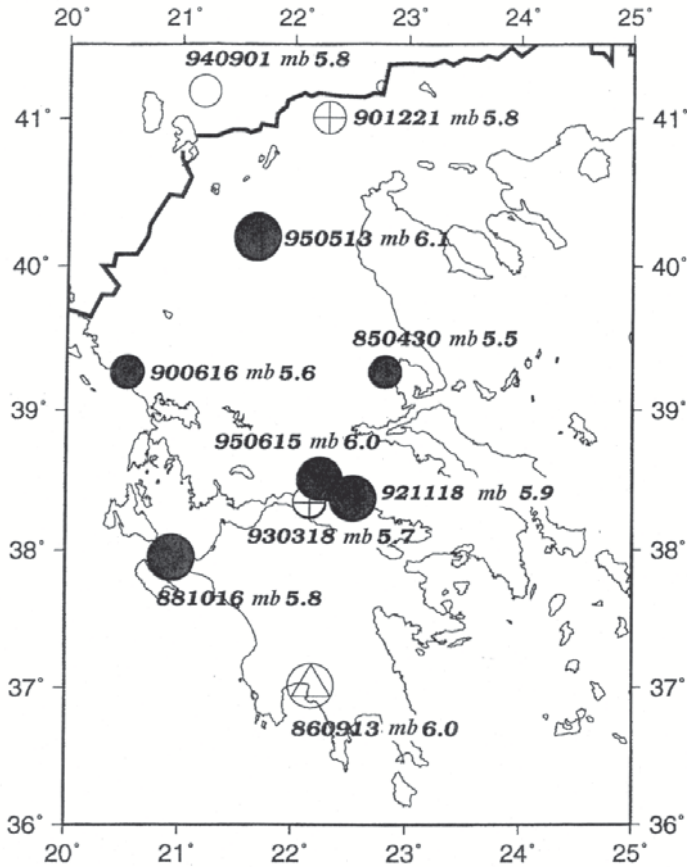 20° 21° 22° 23° 24° 25°
940901 mb 5.8
41° 901221 mb 5.8 41°
950513 mb 6.1
40° 40°
850430 mb 5.5
900616 mb 5.6
39° 39°
950615 mb 6.0
921118 mb 5.9
930318 mb 5.7
38° 38°
881016 mb 5.8
37° 37°
860913 mb 6.0
36° 36°
20° 21° 22° 23° 24° 25°